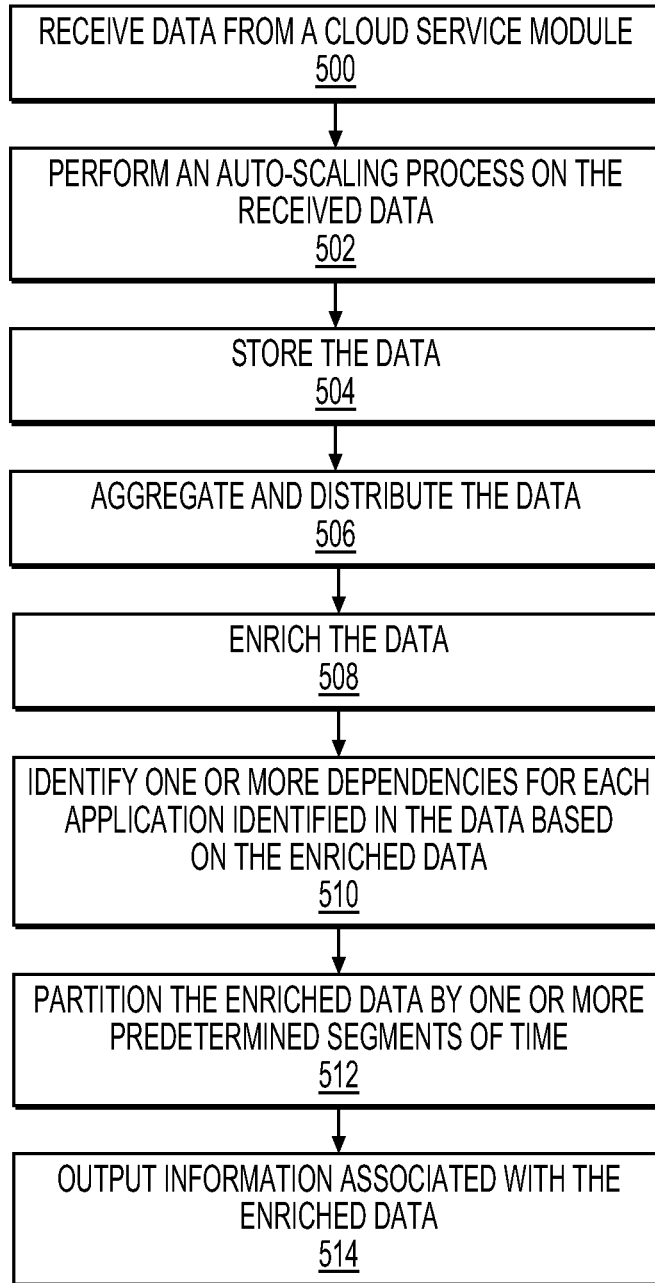 RECEIVE DATA FROM A CLOUD SERVICE MODULE
500
PERFORM AN AUTO-SCALING PROCESS ON THE
RECEIVED DATA
502
STORE THE DATA
504
AGGREGATE AND DISTRIBUTE THE DATA
506
ENRICH THE DATA
508
IDENTIFY ONE OR MORE DEPENDENCIES FOR EACH
APPLICATION IDENTIFIED IN THE DATA BASED
ON THE ENRICHED DATA
510
PARTITION THE ENRICHED DATA BY ONE OR MORE
PREDETERMINED SEGMENTS OF TIME
512
OUTPUT INFORMATION ASSOCIATED WITH THE
ENRICHED DATA
514